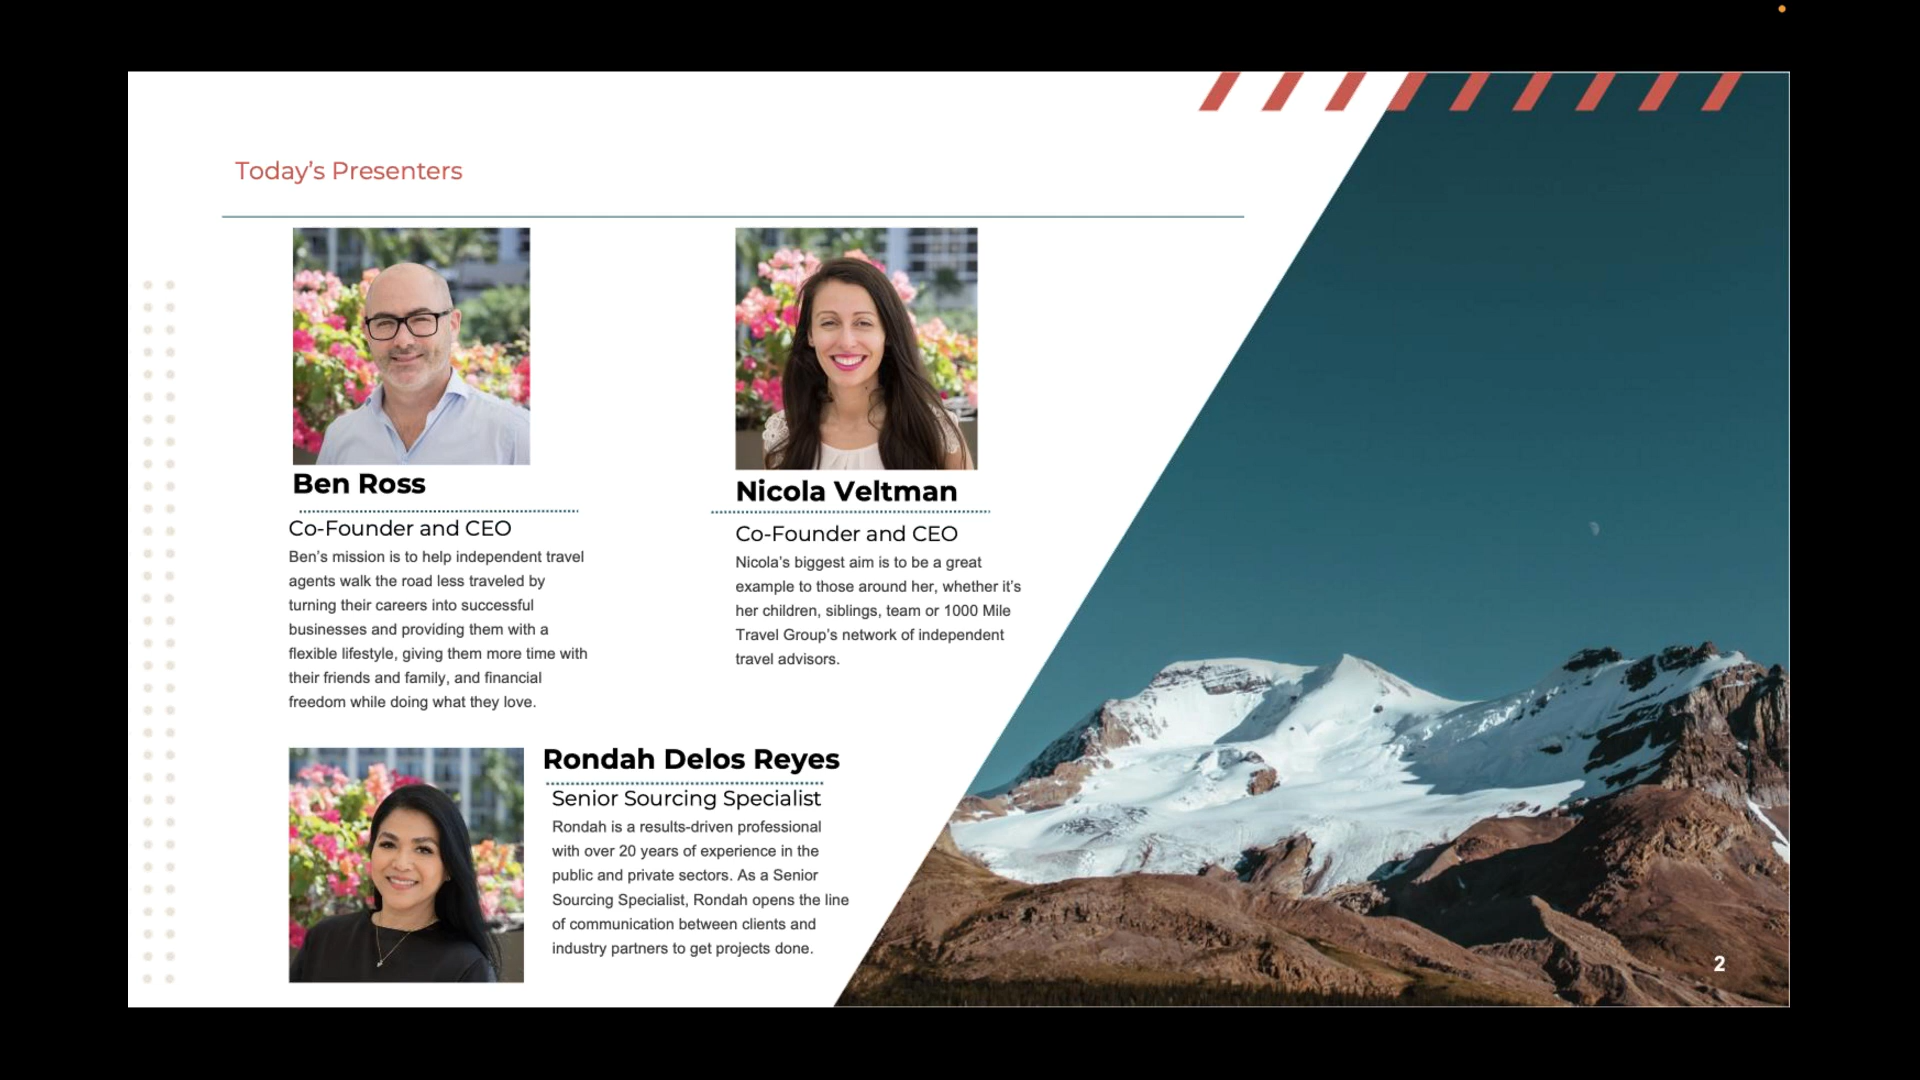 Today’s Presenters
Ben Ross
Co-Founder and CEO
Ben’s mission is to help independent travel
agents walk the road less traveled by
turning their careers into successful
businesses and providing them with a
flexible lifestyle, giving them more time with
their friends and family, and financial
freedom while doing what they love.
Nicola Veltman
Co-Founder and CEO
Nicola’s biggest aim is to be a great
example to those around her, whether it’s
her children, siblings, team or 1000 Mile
Travel Group’s network of independent
travel advisors.
Rondah Delos Reyes
Senior Sourcing Specialist
Rondah is a results-driven professional
with over 20 years of experience in the
public and private sectors. As a Senior
Sourcing Specialist, Rondah opens the line
of communication between clients and
industry partners to get projects done.
2